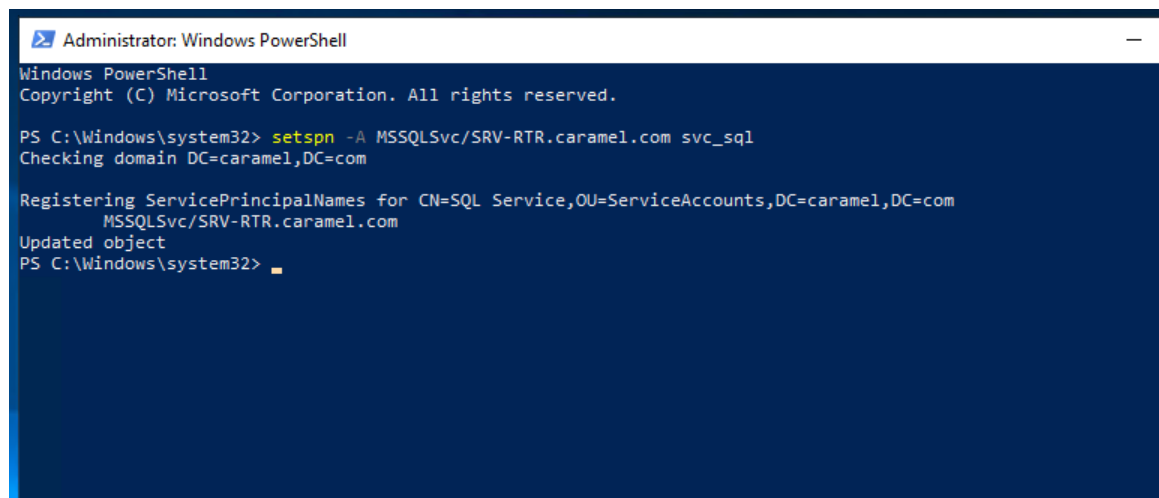 Administrator: Windows PowerShell
Windows PowerShell
Copyright (C) Microsoft Corporation. All rights reserved.
PS C:\Windows\system32> setspn -A MSSQLSvc/SRV-RTR.caramel.com svc_sql
Checking domain DC=caramel,DC=com
Registering ServicePrincipalNames for CN=SQL Service,OU=ServiceAccounts,DC=caramel,DC=com
MSSQLSvc/SRV-RTR.caramel.com
Updated object
PS C:\Windows\system32>